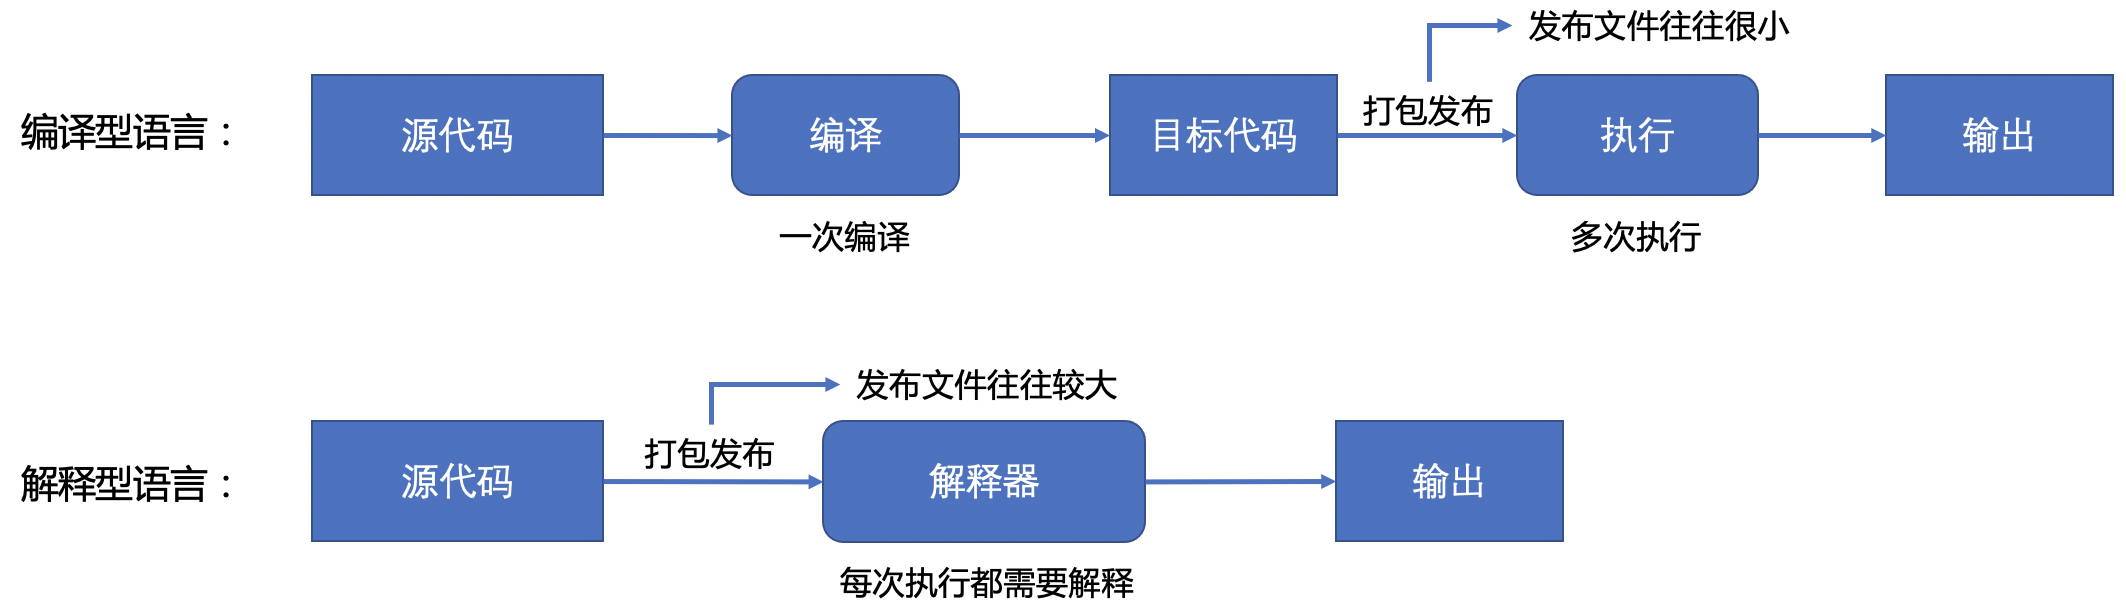 发布文件往往很小
编译型语言：
源代码
编译
目标代码
打包发布
执行
输出
一次编译
多次执行
发布文件往往较大
解释型语言：
源代码
打包发布
解释器
输出
每次执行都需要解释